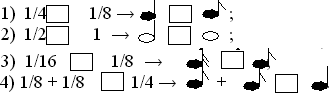 1) 1/4□ 1/8 → ♩ □ ♪ ;
2) 1/2□ 1 → 𝅗𝅥 □ 𝅝 ;
3) 1/16 □ 1/8 → 𝅘𝅥𝅯 □ ♪
4) 1/8 + 1/8 □ 1/4 → ♪ + ♪ □ ♩